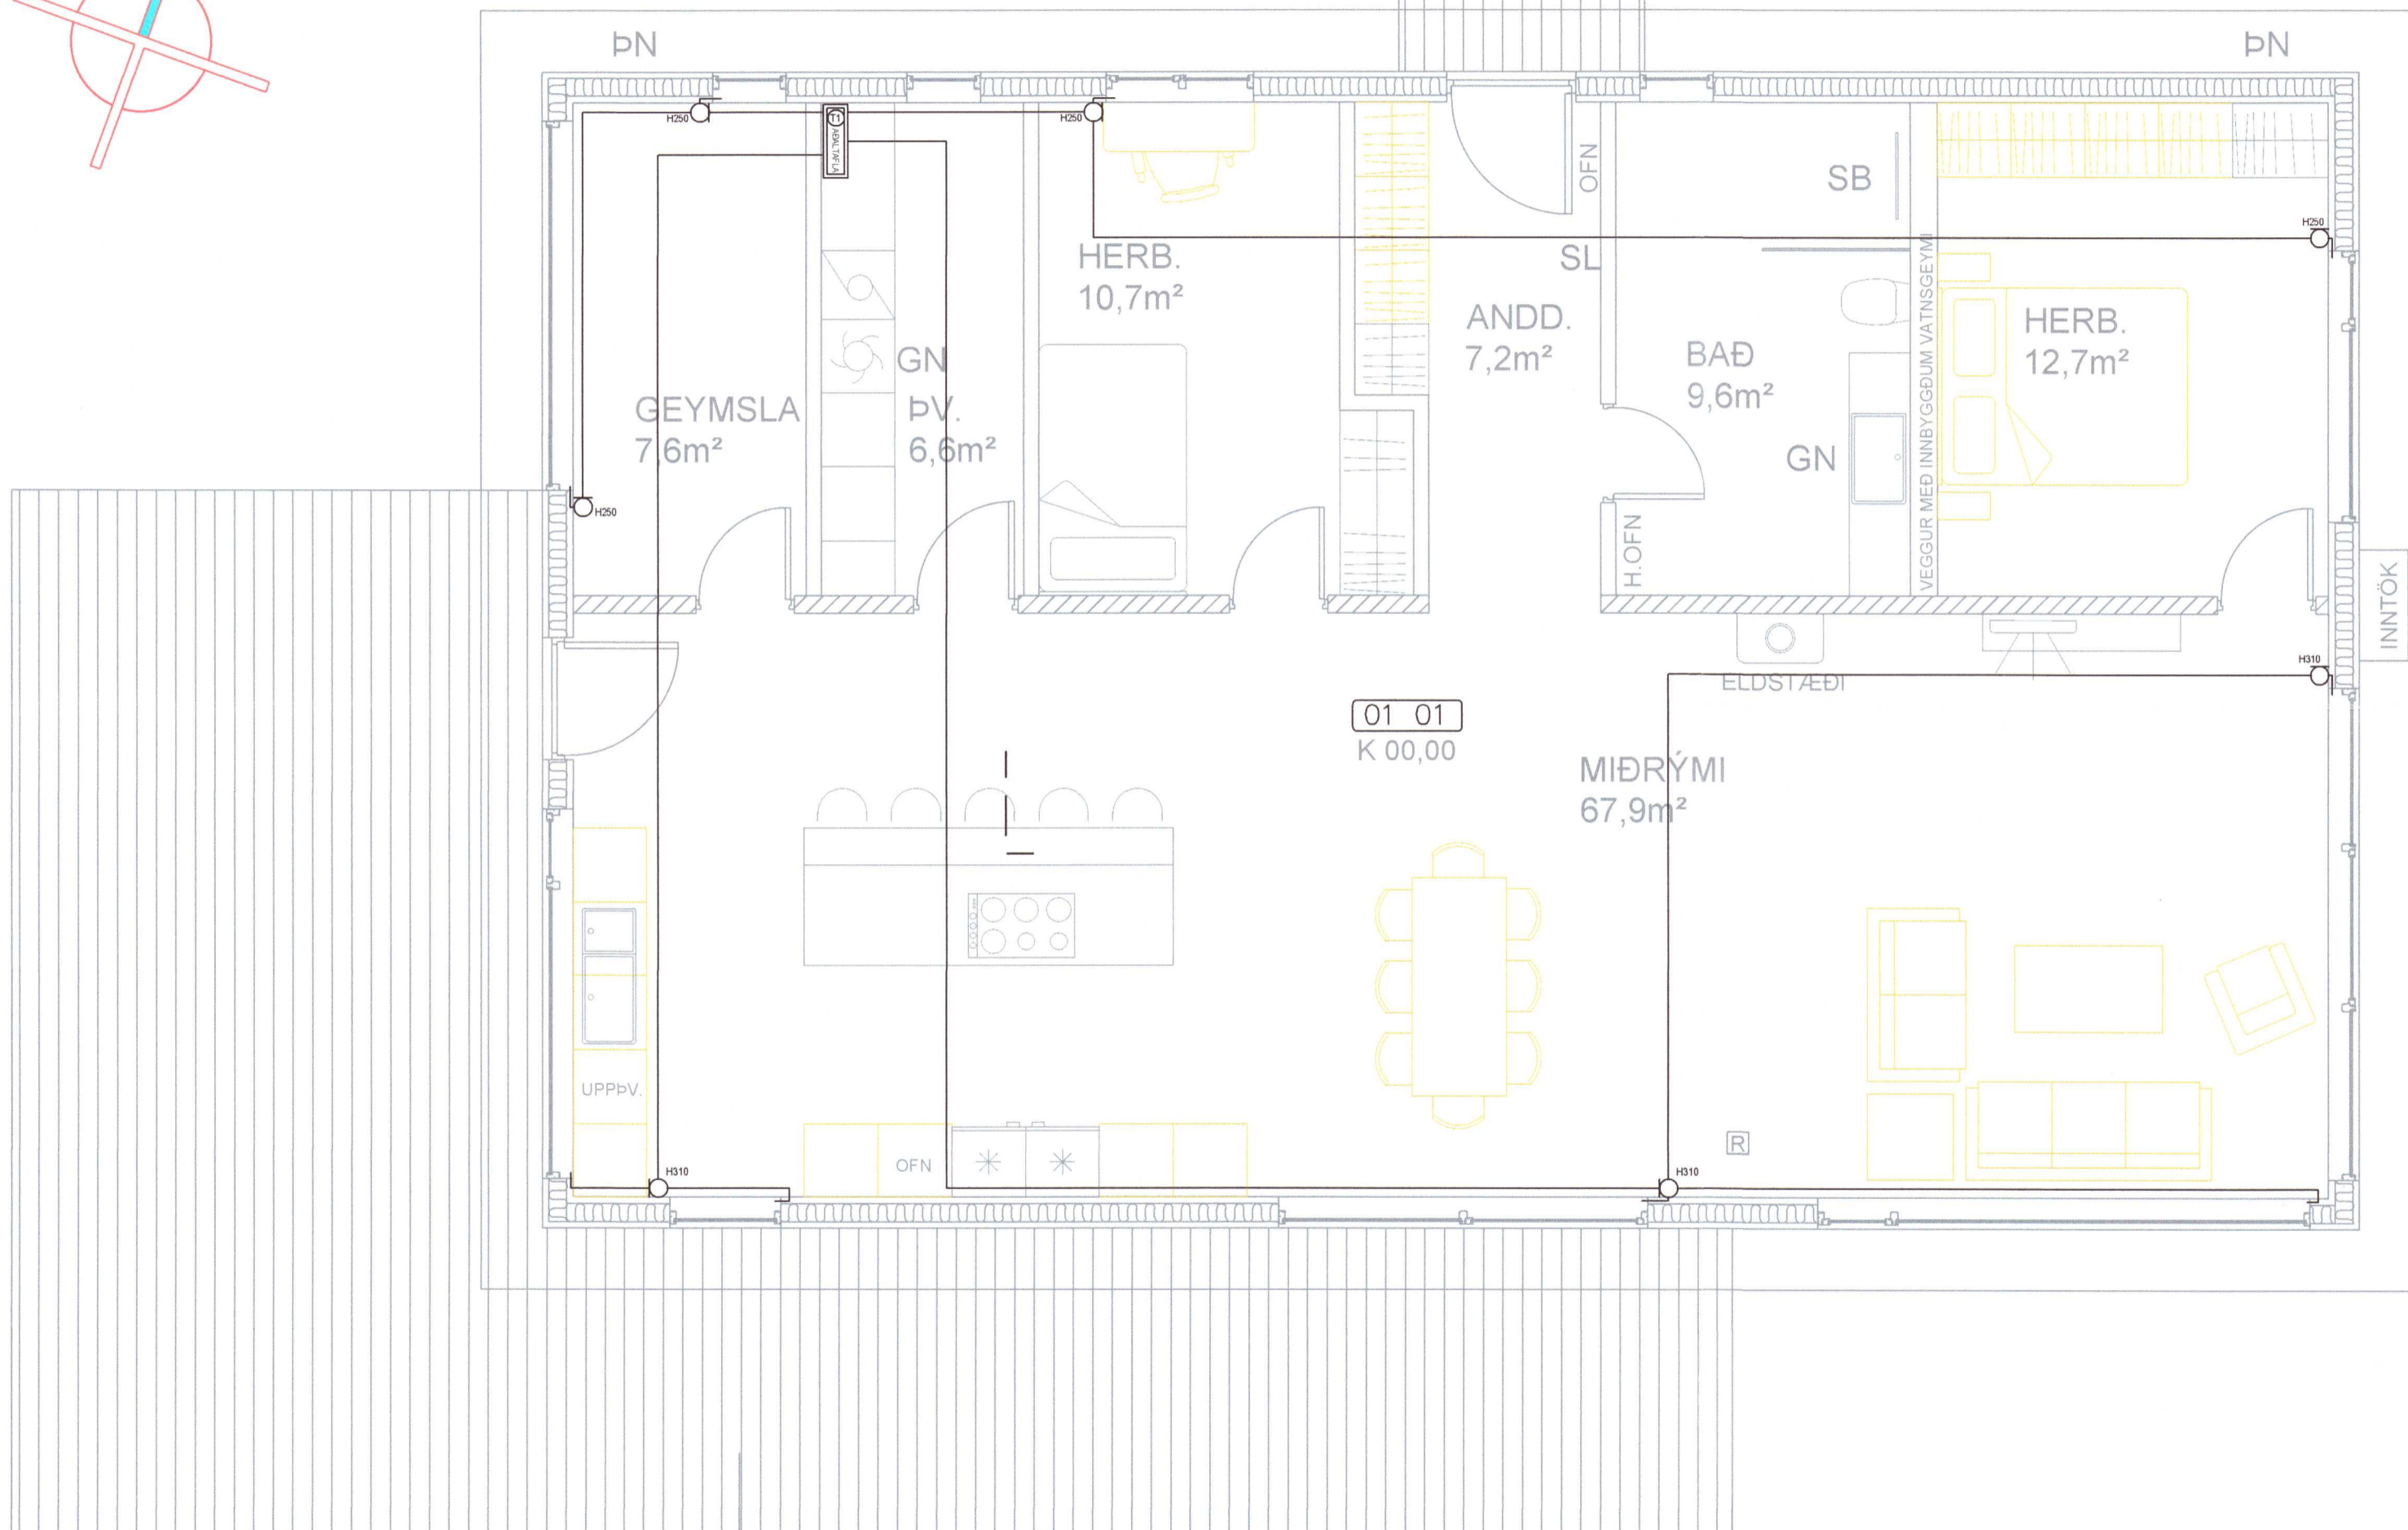 ÞN
ÞN
H250
T1
AÐALTAFLA
H250
OFN
SB
H250
SL
HERB.
10,7m²
ANDD.
7,2m²
BAÐ
9,6m²
VEGGUR MEÐ INNBYGGÐUM VATNSGEYMI
HERB.
12,7m²
GN
GEYMSLA
7,6m²
ÞV.
6,6m²
GN
H250
H.OFN
INNTÖK
H310
ELDSTÆÐI
01 01
K 00,00
MIÐRÝMI
67,9m²
UPPÞV.
R
OFN
H310
H310